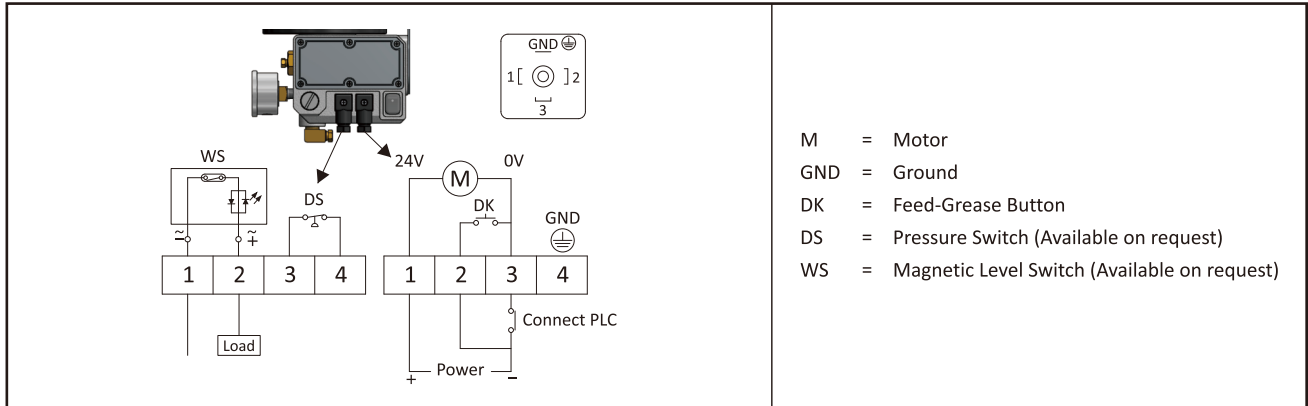 GND
1
2
3
WS
24V
0V
M
DS
DK
GND
~
−
~
+
1 2 3 4
1 2 3 4
Connect PLC
Load
+ Power −
M = Motor
GND = Ground
DK = Feed-Grease Button
DS = Pressure Switch (Available on request)
WS = Magnetic Level Switch (Available on request)